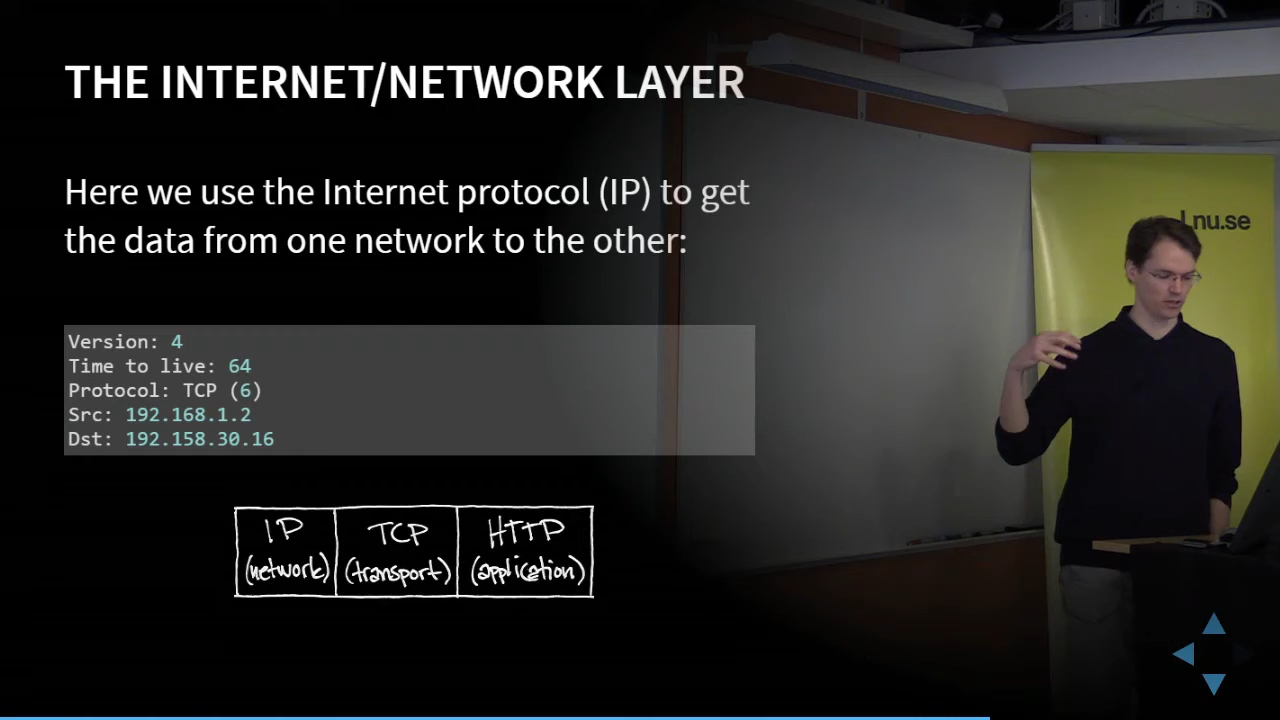 THE INTERNET/NETWORK LAYER
Here we use the Internet protocol (IP) to get
the data from one network to the other:
Version: 4
Time to live: 64
Protocol: TCP (6)
Src: 192.168.1.2
Dst: 192.158.30.16
IP TCP HTTP
(network) (transport) (application)
Lnu.se